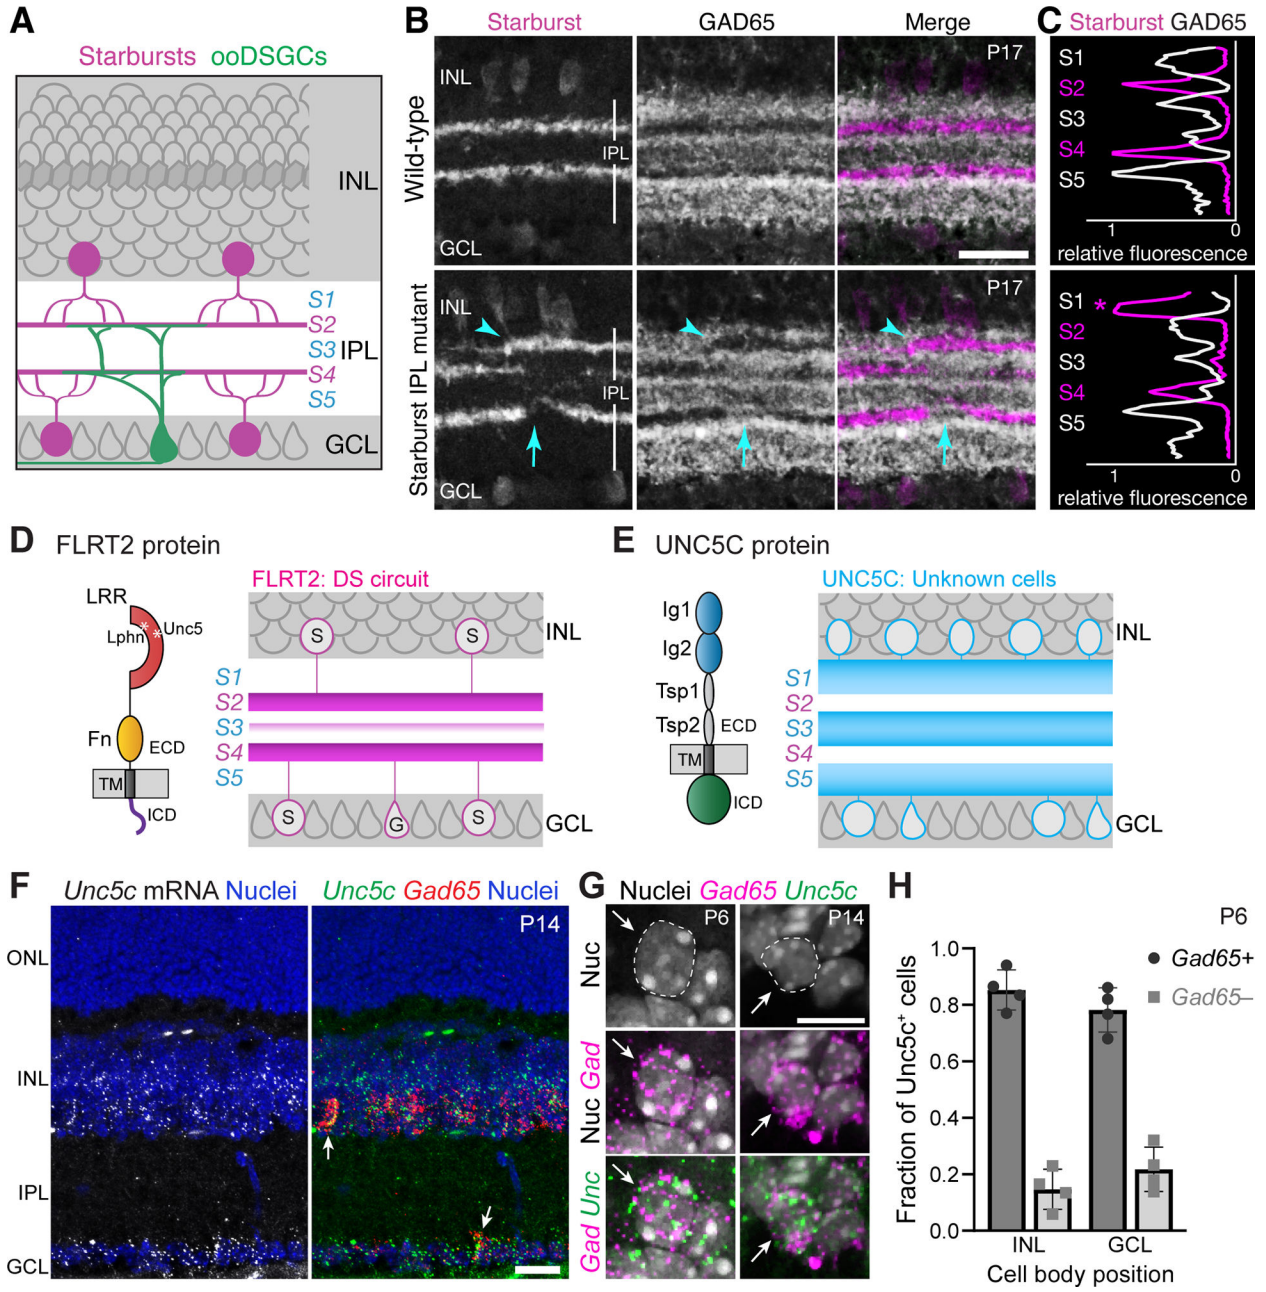 A
Starbursts ooDSGCs
INL
S1
S2
S3
IPL
S4
S5
GCL
B
Starburst GAD65 Merge
Wild-type
INL
IPL
GCL
P17
Starburst IPL mutant
INL
IPL
GCL
P17
C
Starburst GAD65
S1
S2
S3
S4
S5
1 0
relative fluorescence
S1 *
S2
S3
S4
S5
1 0
relative fluorescence
D FLRT2 protein
LRR
Lphn * * Unc5
Fn
ECD
TM
ICD
FLRT2: DS circuit
S S
INL
S1
S2
S3
S4
S5
S G S
GCL
E UNC5C protein
Ig1
Ig2
Tsp1
Tsp2 ECD
TM
ICD
UNC5C: Unknown cells
INL
S1
S2
S3
S4
S5
GCL
F
Unc5c mRNA Nuclei
Unc5c Gad65 Nuclei
P14
ONL
INL
IPL
GCL
G
Nuclei Gad65 Unc5c
P6 P14
Nuc
Nuc Gad
Gad Unc
H
P6
Gad65+
Gad65–
Fraction of Unc5c+ cells
1.0
0.8
0.6
0.4
0.2
0.0
INL GCL
Cell body position